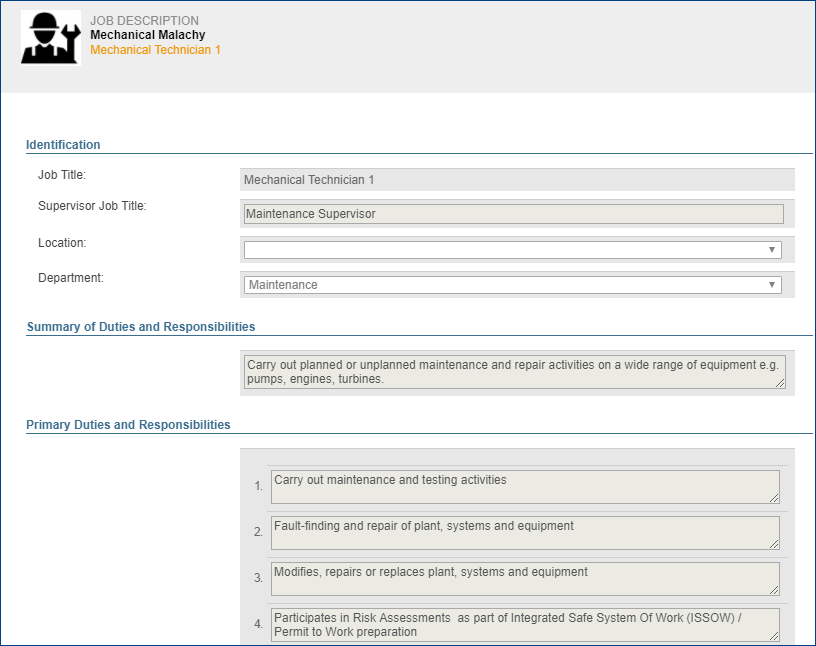 JOB DESCRIPTION
Mechanical Malachy
Mechanical Technician 1
Identification
Job Title:
Mechanical Technician 1
Supervisor Job Title:
Maintenance Supervisor
Location:
Department:
Maintenance
Summary of Duties and Responsibilities
Carry out planned or unplanned maintenance and repair activities on a wide range of equipment e.g.
pumps, engines, turbines.
Primary Duties and Responsibilities
1. Carry out maintenance and testing activities
2. Fault-finding and repair of plant, systems and equipment
3. Modifies, repairs or replaces plant, systems and equipment
4. Participates in Risk Assessments  as part of Integrated Safe System Of Work (ISSOW) /
Permit to Work preparation